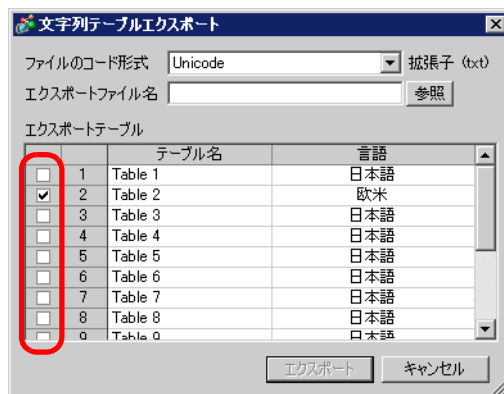 文字列テーブルエクスポート
ファイルのコード形式 Unicode 拡張子 (txt)
エクスポートファイル名 参照
エクスポートテーブル
テーブル名 言語
1 Table 1 日本語
2 Table 2 欧米
3 Table 3 日本語
4 Table 4 日本語
5 Table 5 日本語
6 Table 6 日本語
7 Table 7 日本語
8 Table 8 日本語
9 Table 9 日本語
エクスポート キャンセル